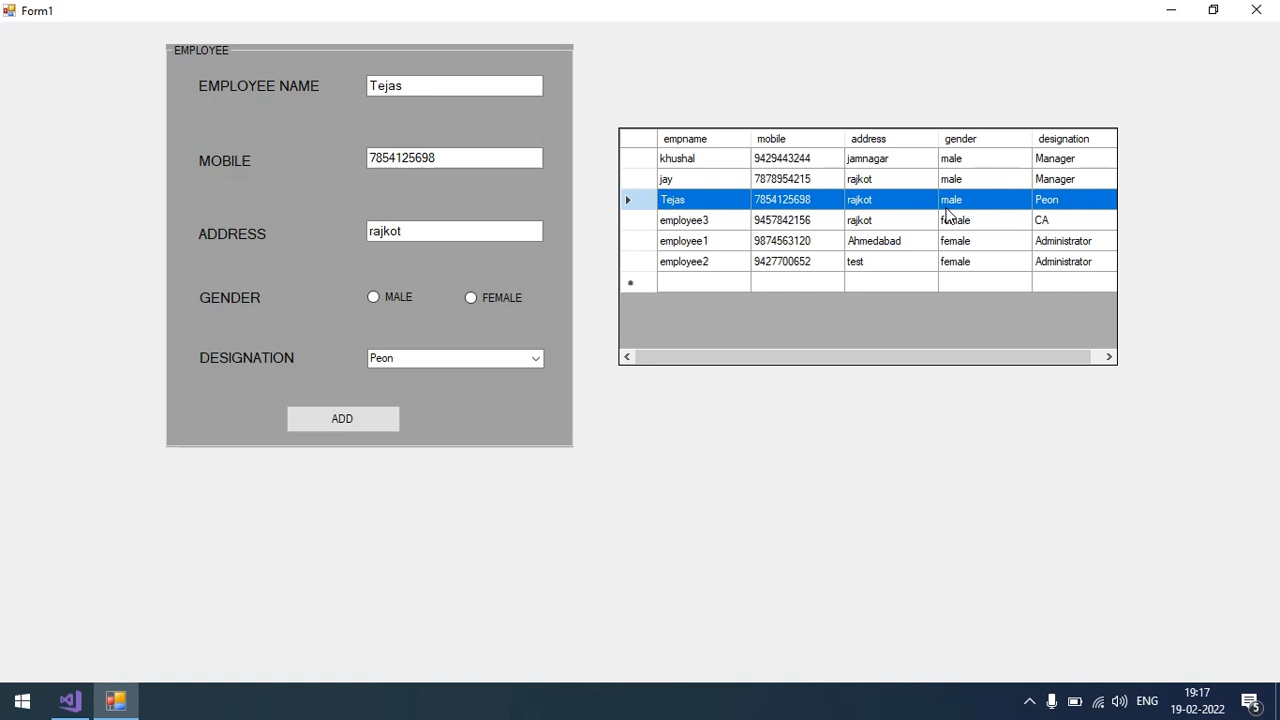 Form1
EMPLOYEE
EMPLOYEE NAME Tejas
MOBILE 7854125698
ADDRESS rajkot
GENDER MALE FEMALE
DESIGNATION Peon
ADD
empname mobile address gender designation
khushal 9429443244 jamnagar male Manager
jay 7878954215 rajkot male Manager
Tejas 7854125698 rajkot male Peon
employee3 9457842156 rajkot female CA
employee1 9874563120 Ahmedabad female Administrator
employee2 9427700652 test female Administrator
ENG
19:17
19-02-2022
5